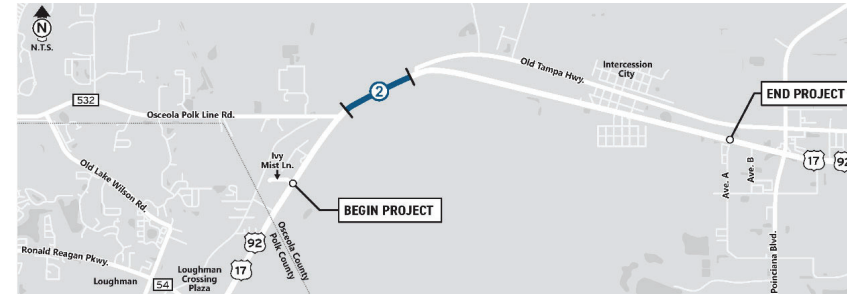 N
N.T.S.
532
Osceola Polk Line Rd.
2
Old Tampa Hwy.
Intercession
City
END PROJECT
17
92
Ivy
Mist Ln.
BEGIN PROJECT
Old Lake Wilson Rd.
Osceola County
Polk County
Ave. A
Ave. B
Poinciana Blvd.
92
17
Ronald Reagan Pkwy.
Loughman
54
Loughman
Crossing
Plaza